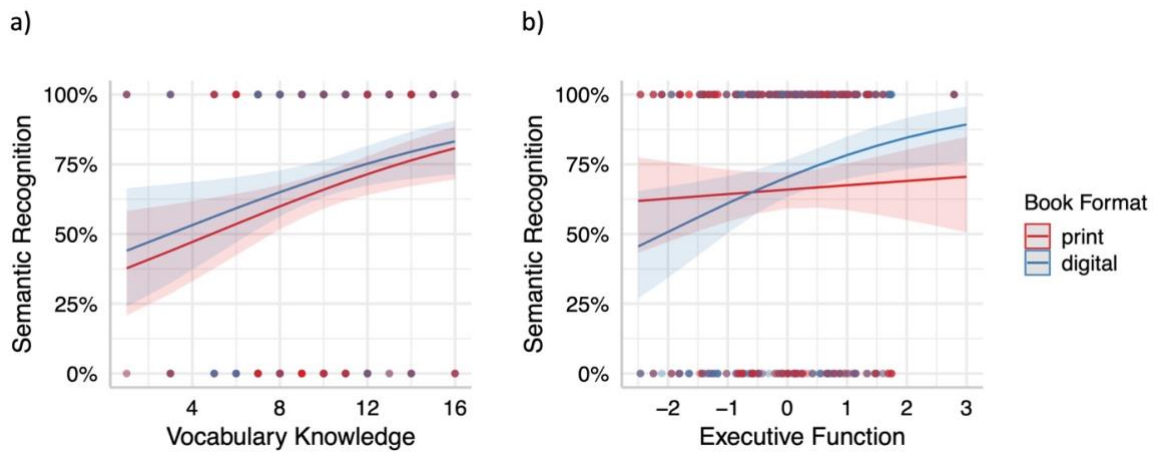 a)
b)
100%
75%
50%
25%
0%
Semantic Recognition
4 8 12 16
Vocabulary Knowledge
100%
75%
50%
25%
0%
Semantic Recognition
−2 −1 0 1 2 3
Executive Function
Book Format
print
digital